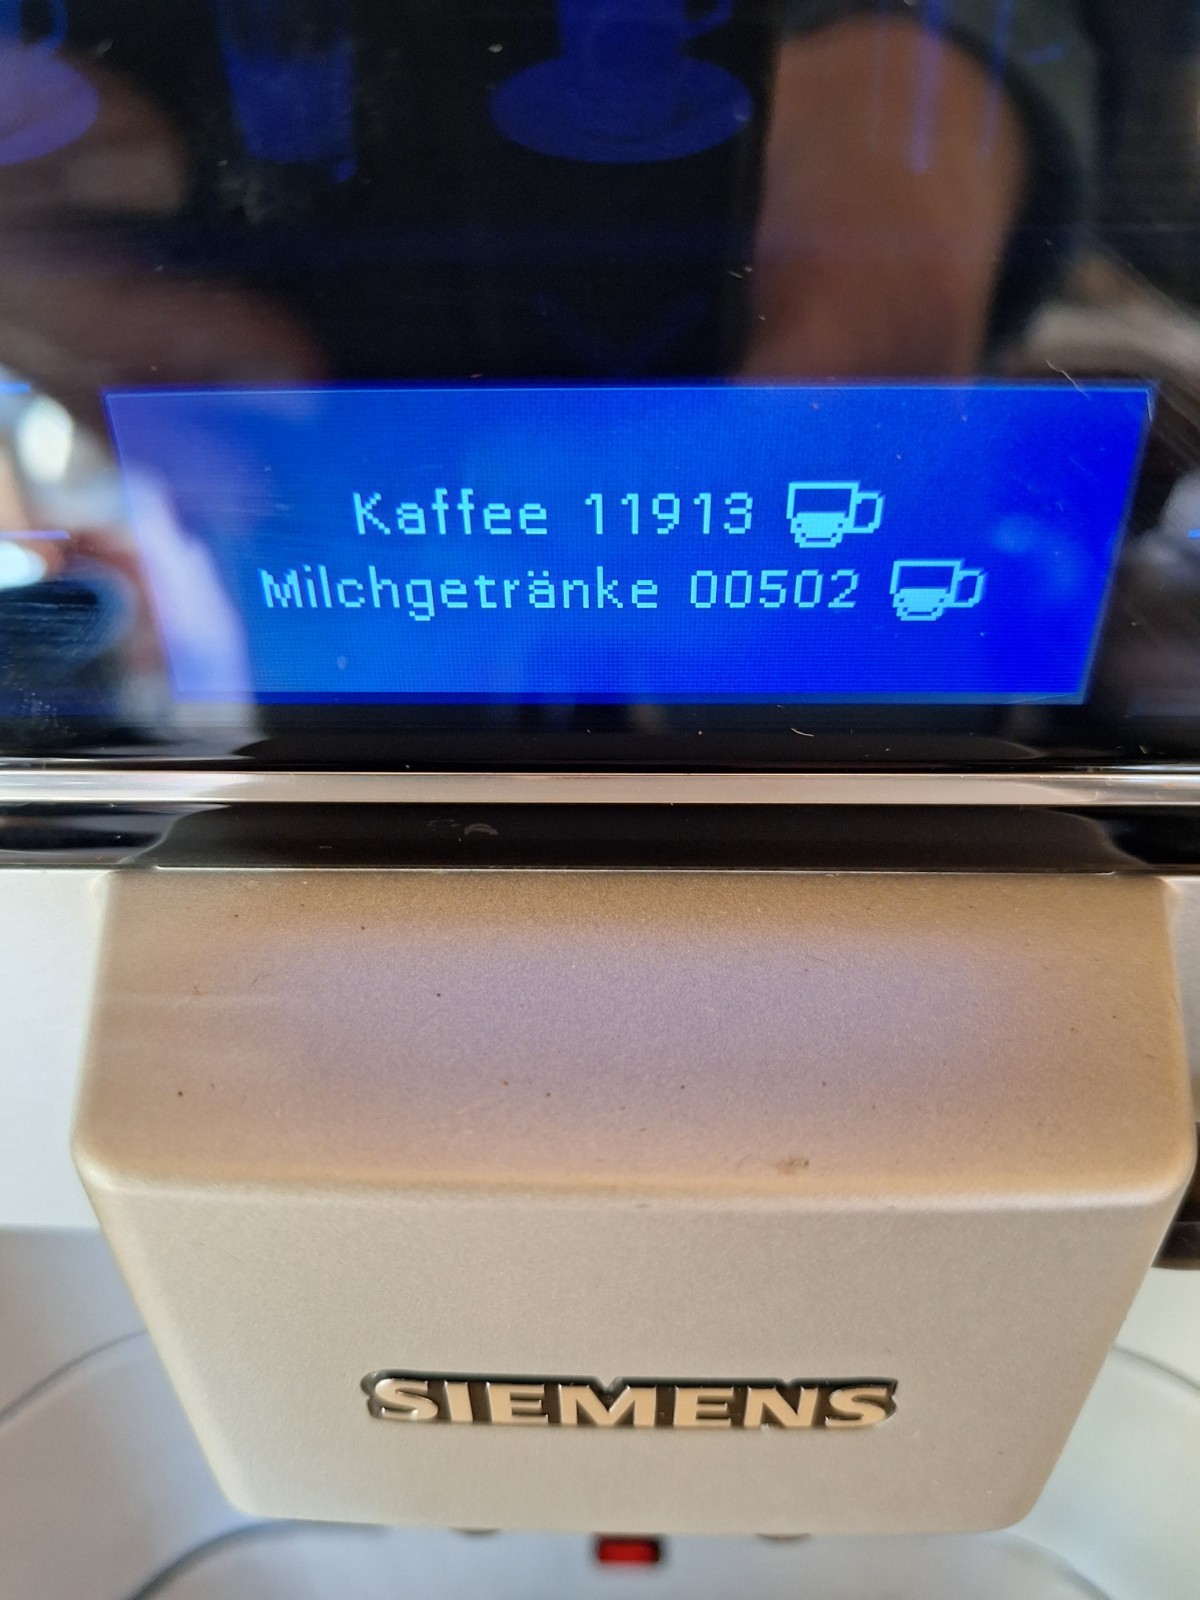 Kaffee 11913
Milchgetränke 00502
SIEMENS